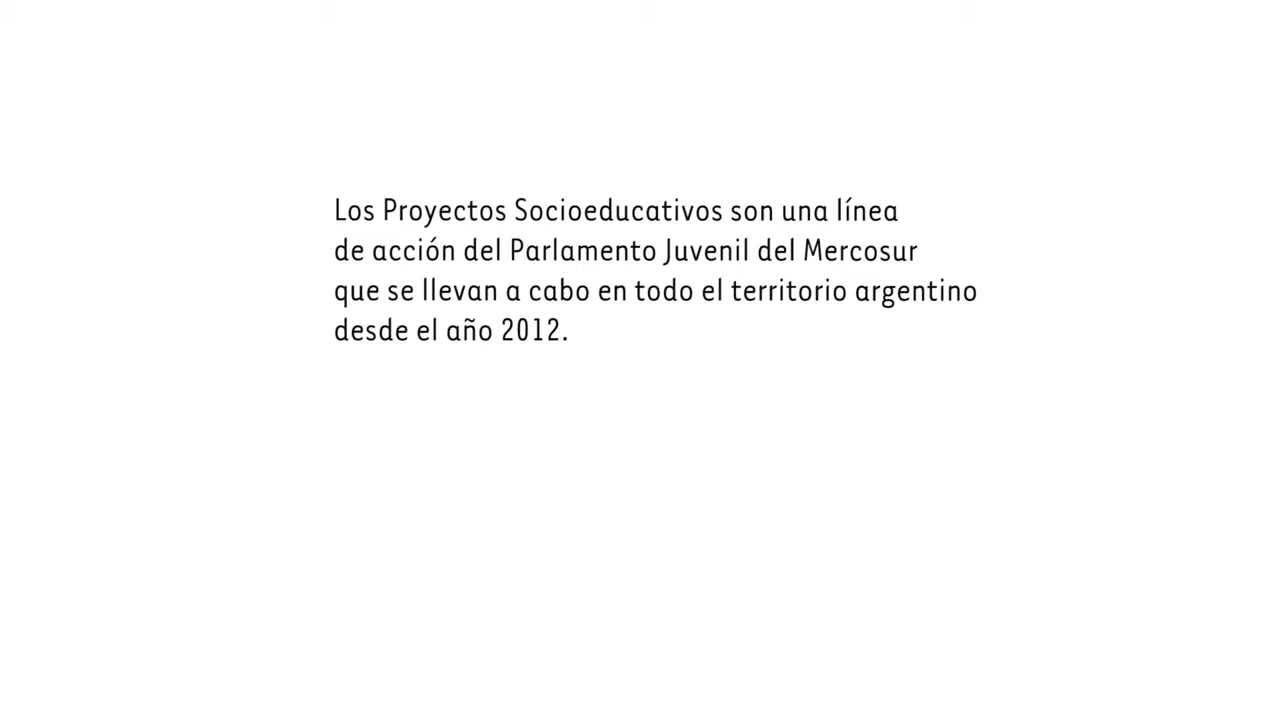 Los Proyectos Socioeducativos son una línea
de acción del Parlamento Juvenil del Mercosur
que se llevan a cabo en todo el territorio argentino
desde el año 2012.